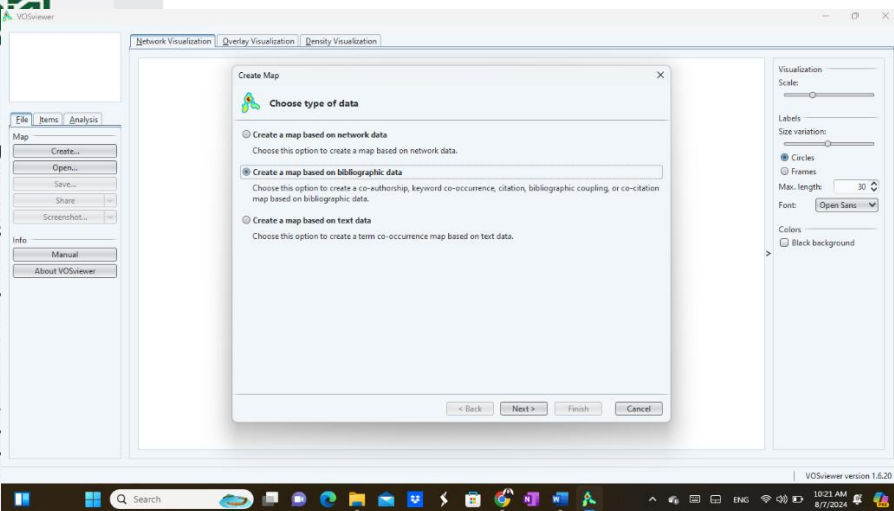 VOSviewer
Network Visualization Overlay Visualization Density Visualization
File Items Analysis
Map
Create...
Open...
Save...
Share
Screenshot...
Info
Manual
About VOSviewer
Create Map
Choose type of data
Create a map based on network data
Choose this option to create a map based on network data.
Create a map based on bibliographic data
Choose this option to create a co-authorship, keyword co-occurrence, citation, bibliographic coupling, or co-citation
map based on bibliographic data.
Create a map based on text data
Choose this option to create a term co-occurrence map based on text data.
< Back Next > Finish Cancel
Visualization
Scale:
Labels
Size variation:
Circles
Frames
Max. length: 30
Font: Open Sans
Colors
Black background
>
VOSviewer version 1.6.20
Search
ENG
10:21 AM
8/7/2024